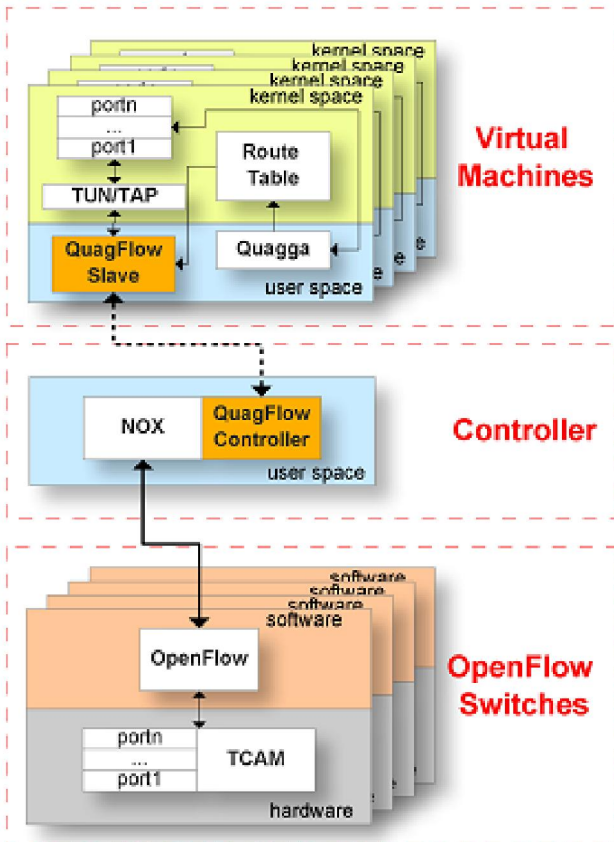 kernel space
kernel space
kernel space
kernel space
portn
...
port1
TUN/TAP
Route
Table
QuagFlow
Slave
Quagga
user space
Virtual
Machines
NOX
QuagFlow
Controller
user space
Controller
software
software
software
software
OpenFlow
portn
...
port1
TCAM
hardware
OpenFlow
Switches